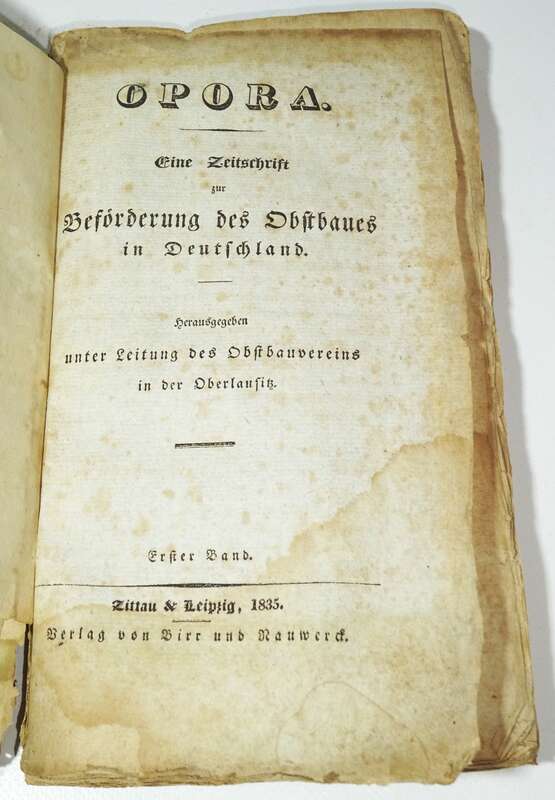 OPORA.
Eine Zeitschrift
zur
Beförderung des Obstbaues
in Deutschland.
Herausgegeben
unter Leitung des Obstbauvereins
in der Oberlausitz.
Erster Band.
Zittau & Leipzig, 1835.
Verlag von Birr und Nauwerck.